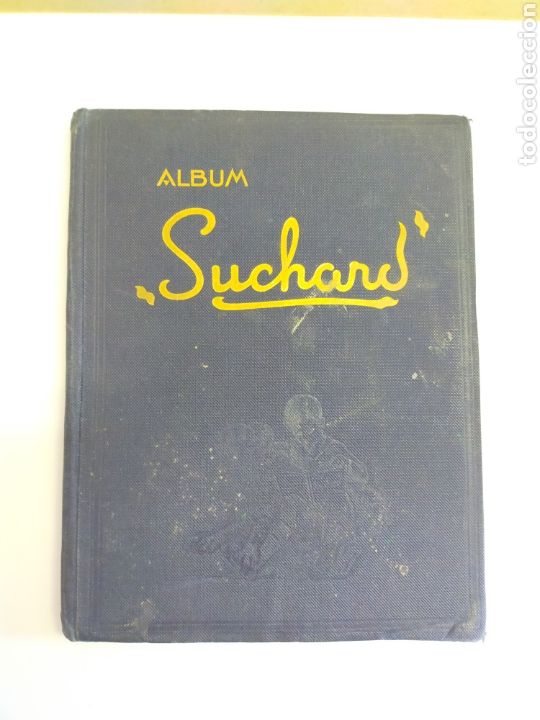 ALBUM
„Suchard"
todocoleccion